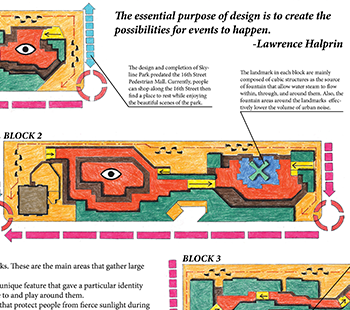 The essential purpose of design is to create the
possibilities for events to happen.
-Lawrence Halprin
The design and completion of Sky-
line Park predated the 16th Street
Pedestrian Mall. Currently, people
can shop along the 16th Street then
find a place to rest while enjoying
the beautiful scenes of the park.
The landmark in each block are mainly
composed of cubic structures as the source
of fountain that allow water steam to flow
within, through, and around them. Also, the
fountain areas around the landmarks effec-
tively lower the volume of urban noise.
BLOCK 2
BLOCK 3
ks. These are the main areas that gather large
unique feature that gave a particular identity
e to and play around them.
that protect people from fierce sunlight during